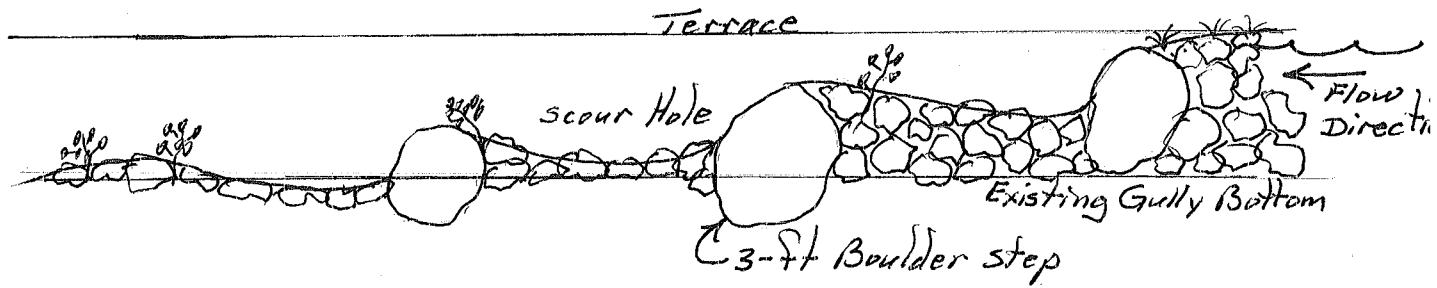 Terrace
scour Hole
Flow
Directi
Existing Gully Bottom
3-ft Boulder step